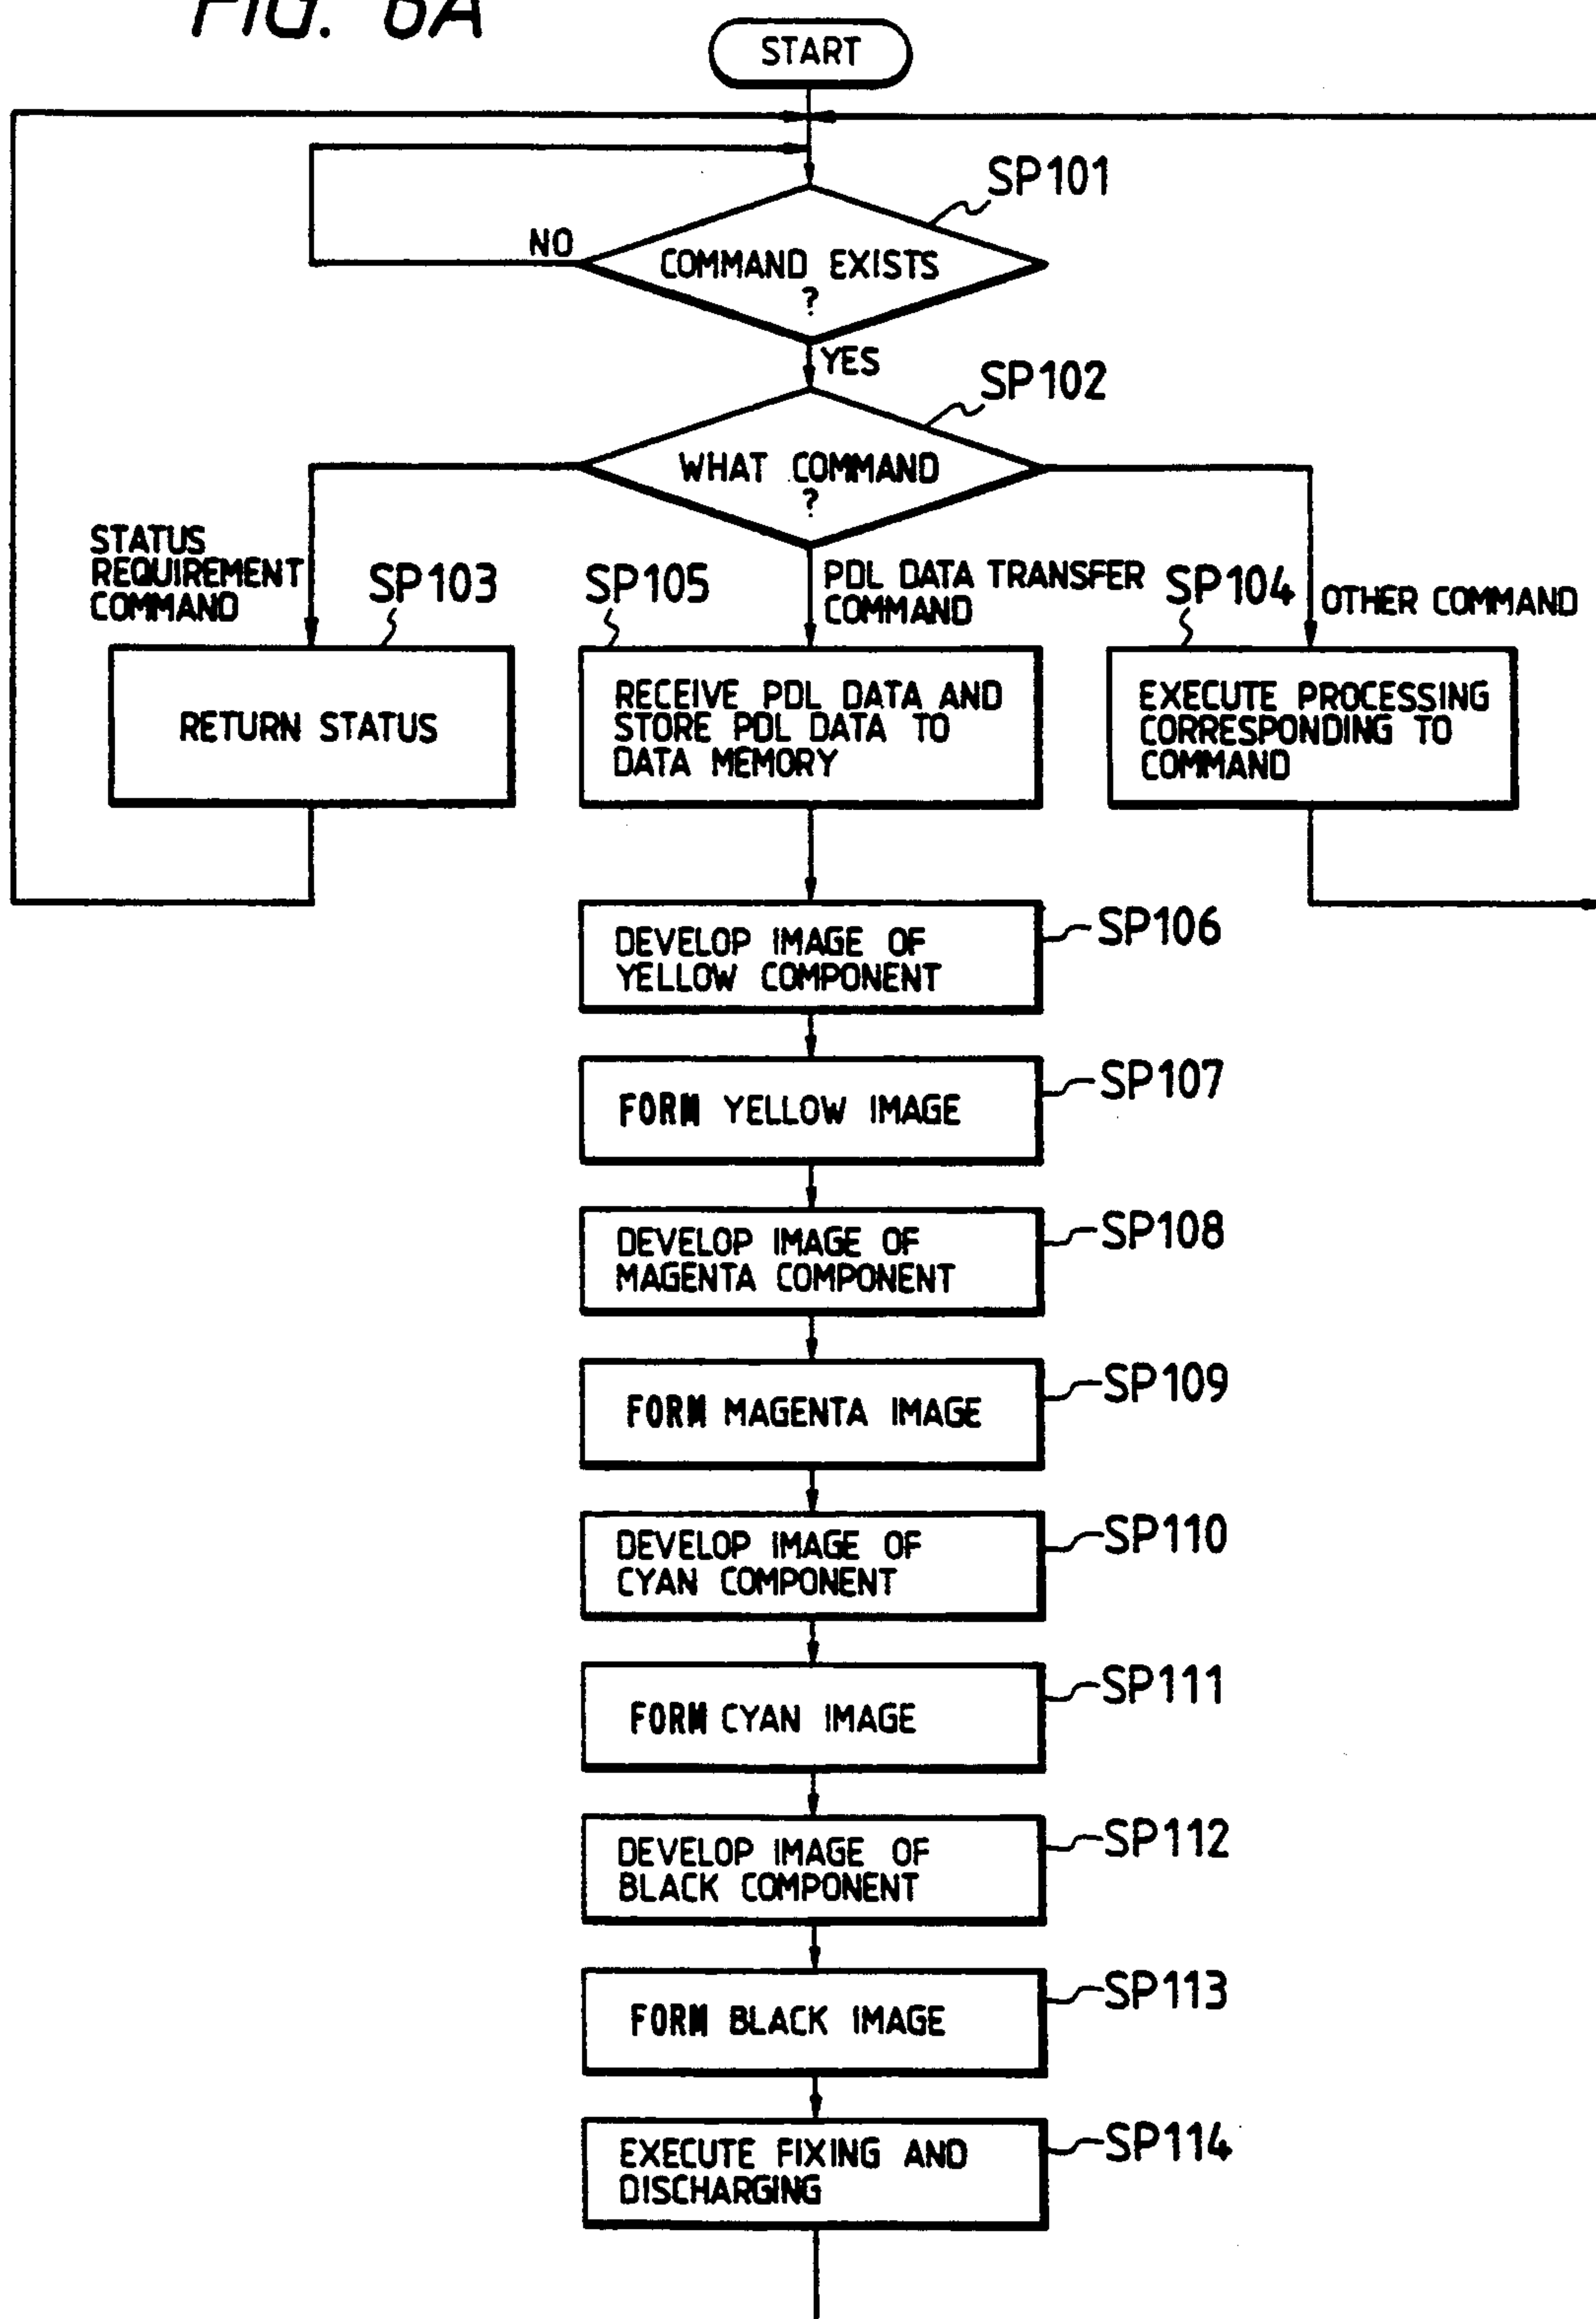 FIG. 6A
START
SP101
NO
COMMAND EXISTS
?
YES
SP102
WHAT COMMAND
?
STATUS
REQUIREMENT
COMMAND
SP103
SP105
PDL DATA TRANSFER
COMMAND
SP104
OTHER COMMAND
RETURN STATUS
RECEIVE PDL DATA AND
STORE PDL DATA TO
DATA MEMORY
EXECUTE PROCESSING
CORRESPONDING TO
COMMAND
DEVELOP IMAGE OF
YELLOW COMPONENT
SP106
FORM YELLOW IMAGE
SP107
DEVELOP IMAGE OF
MAGENTA COMPONENT
SP108
FORM MAGENTA IMAGE
SP109
DEVELOP IMAGE OF
CYAN COMPONENT
SP110
FORM CYAN IMAGE
SP111
DEVELOP IMAGE OF
BLACK COMPONENT
SP112
FORM BLACK IMAGE
SP113
EXECUTE FIXING AND
DISCHARGING
SP114